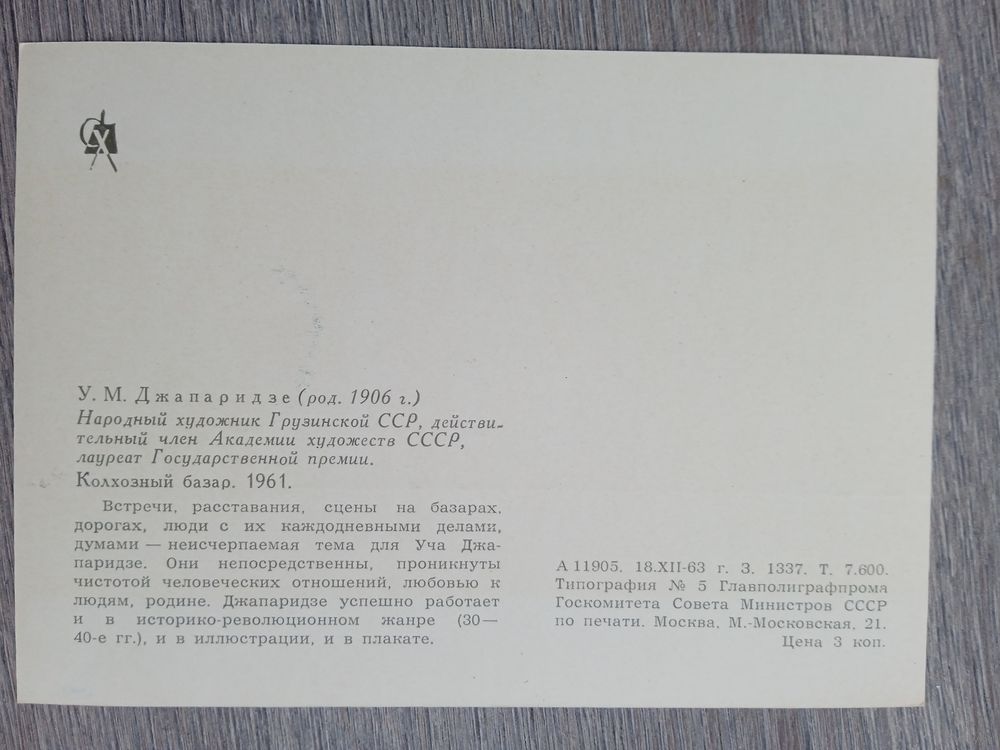 СХ
У. М. Джапаридзе (род. 1906 г.)
Народный художник Грузинской ССР, действи-
тельный член Академии художеств СССР,
лауреат Государственной премии.
Колхозный базар. 1961.
Встречи, расставания, сцены на базарах,
дорогах, люди с их каждодневными делами,
думами — неисчерпаемая тема для Уча Джа-
паридзе. Они непосредственны, проникнуты
чистотой человеческих отношений, любовью к
людям, родине. Джапаридзе успешно работает
и в историко-революционном жанре (30—
40-е гг.), и в иллюстрации, и в плакате.
А 11905. 18.XII-63 г. З. 1337. Т. 7.600.
Типография № 5 Главполиграфпрома
Госкомитета Совета Министров СССР
по печати. Москва, М.-Московская, 21.
Цена 3 коп.